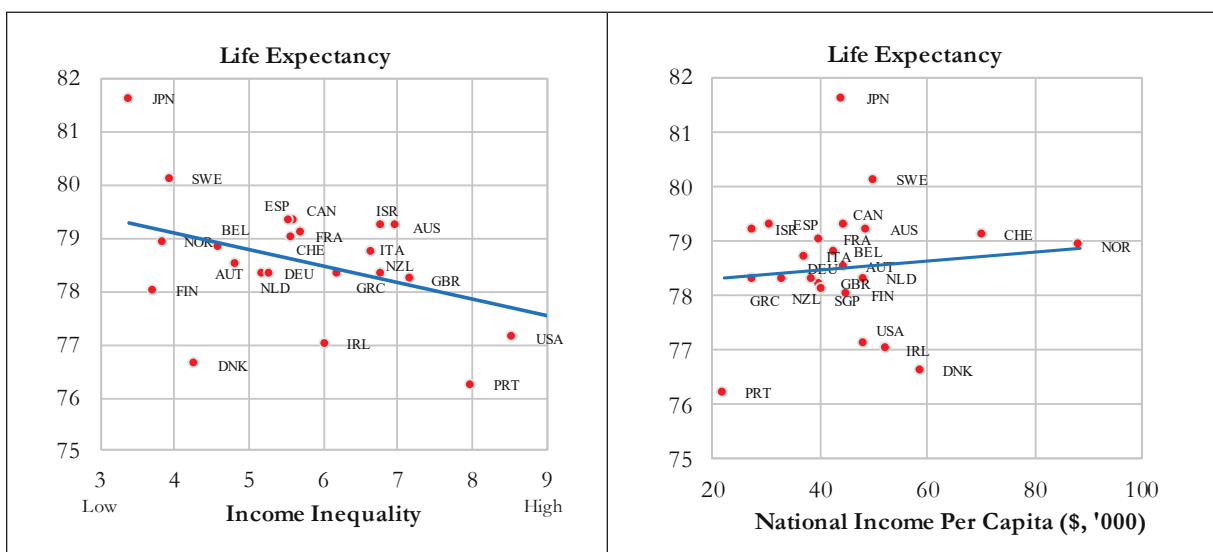 Life Expectancy
82
81
80
79
78
77
76
75
JPN
SWE
ESP
CAN
ISR
AUS
NOR
BEL
FRA
CHE
ITA
AUT
DEU
NZL
GBR
FIN
NLD
GRC
USA
IRL
DNK
PRT
3
4
5
6
7
8
9
Low
High
Income Inequality
Life Expectancy
82
81
80
79
78
77
76
75
JPN
SWE
ESP
CAN
ISR
AUS
CHE
FRA
NOR
BEL
ITA
DEU
AUT
NLD
GBR
GRC
NZL
SGP
FIN
USA
IRL
DNK
PRT
20
40
60
80
100
National Income Per Capita ($, '000)